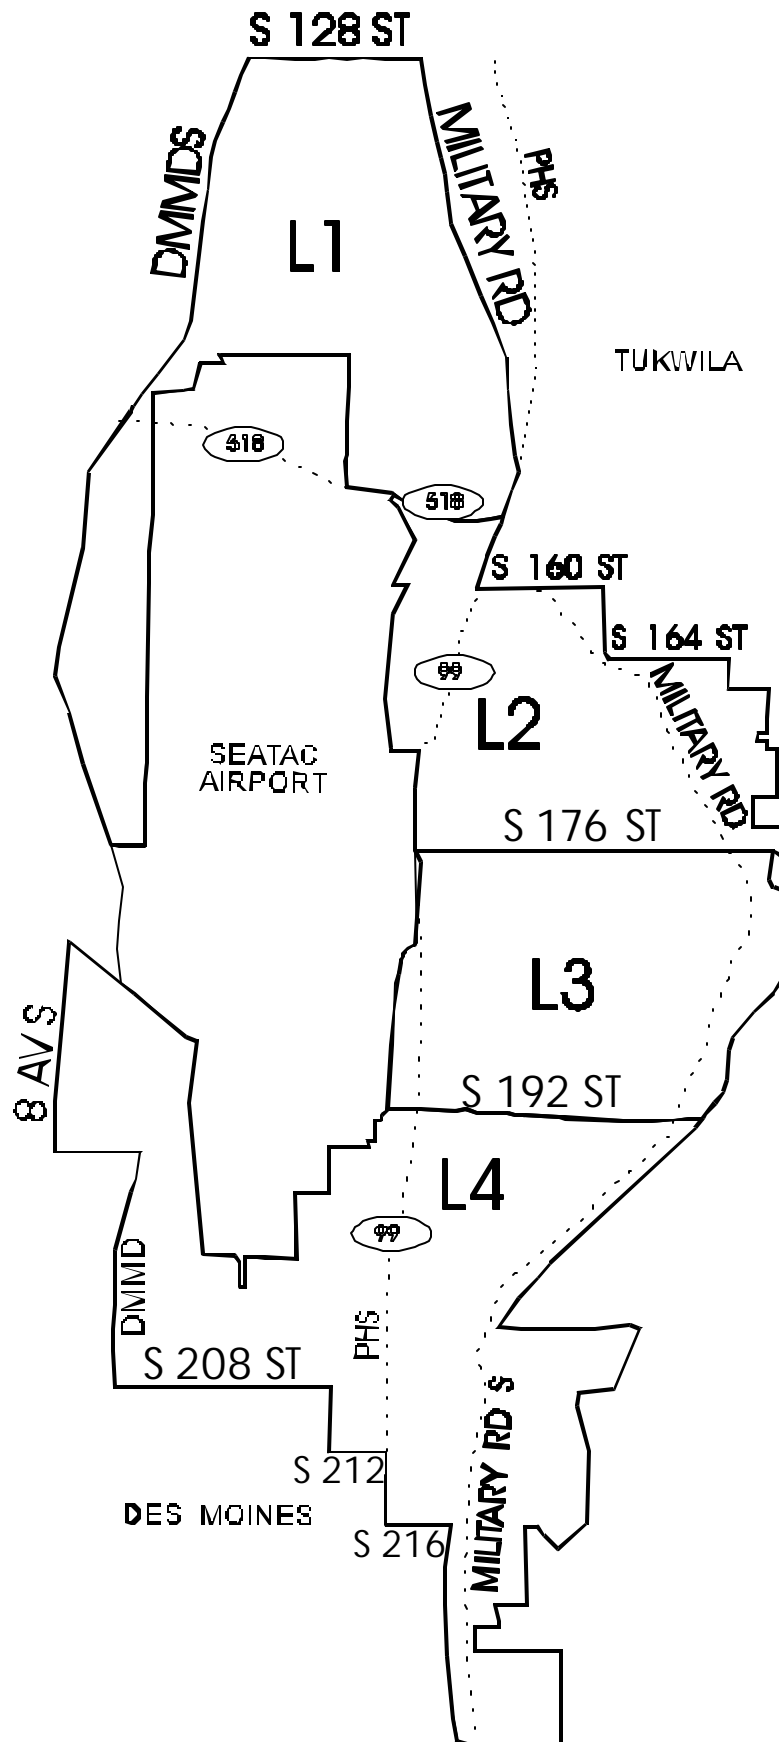 S 128 ST
DMMDS
MILITARY RD
PHS
L1
TUKWILA
518
518
S 160 ST
S 164 ST
99
MILITARY RD
L2
SEATAC
AIRPORT
S 176 ST
L3
8 AV S
S 192 ST
L4
99
DMMD
PHS
S 208 ST
MILITARY RD S
S 212
DES MOINES
S 216